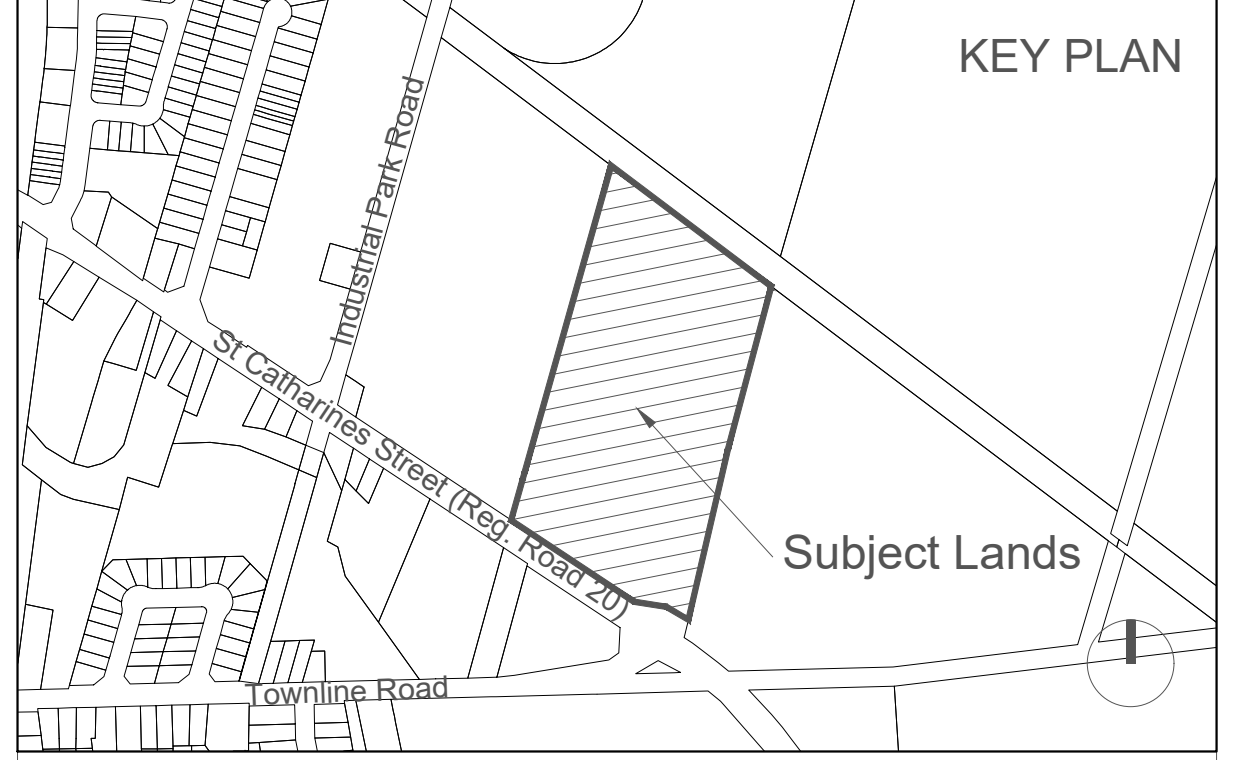 KEY PLAN
Industrial Park Road
St Catharines Street (Reg. Road 20)
Subject Lands
Townline Road